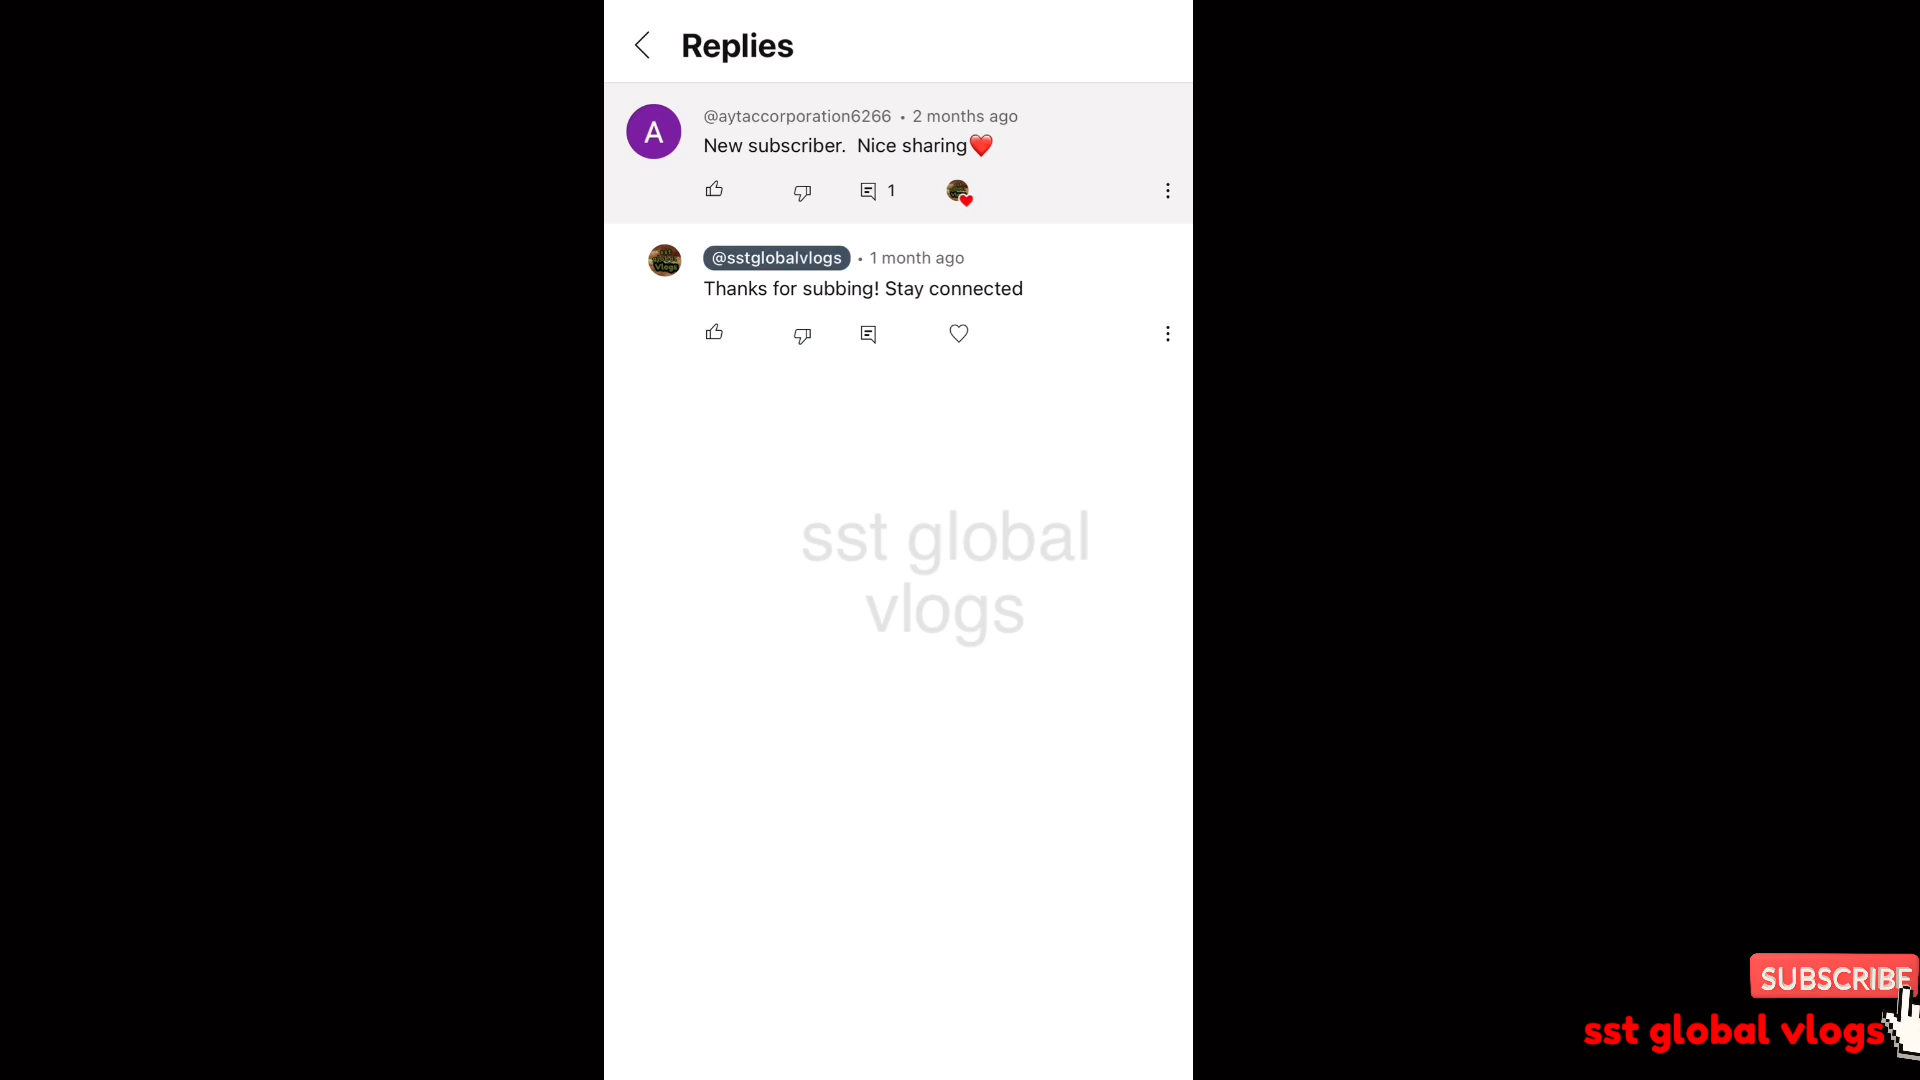 Replies
A
@aytaccorporation6266 • 2 months ago
New subscriber.  Nice sharing❤️
1
@sstglobalvlogs • 1 month ago
Thanks for subbing! Stay connected
sst global
vlogs
SUBSCRIBE
sst global vlogs